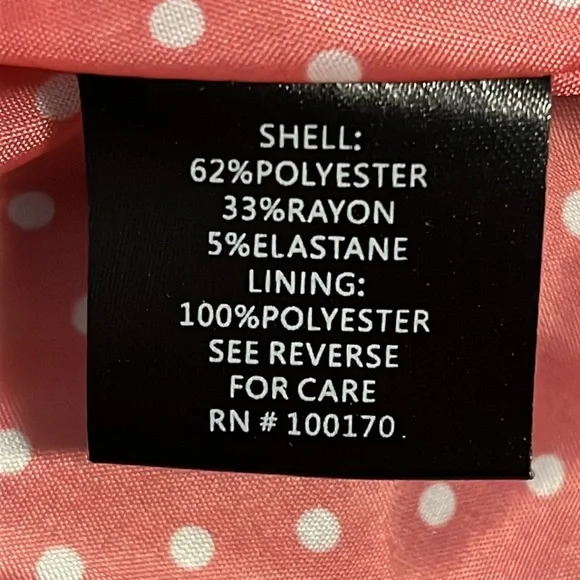 SHELL:
62%POLYESTER
33%RAYON
5%ELASTANE
LINING:
100%POLYESTER
SEE REVERSE
FOR CARE
RN # 100170